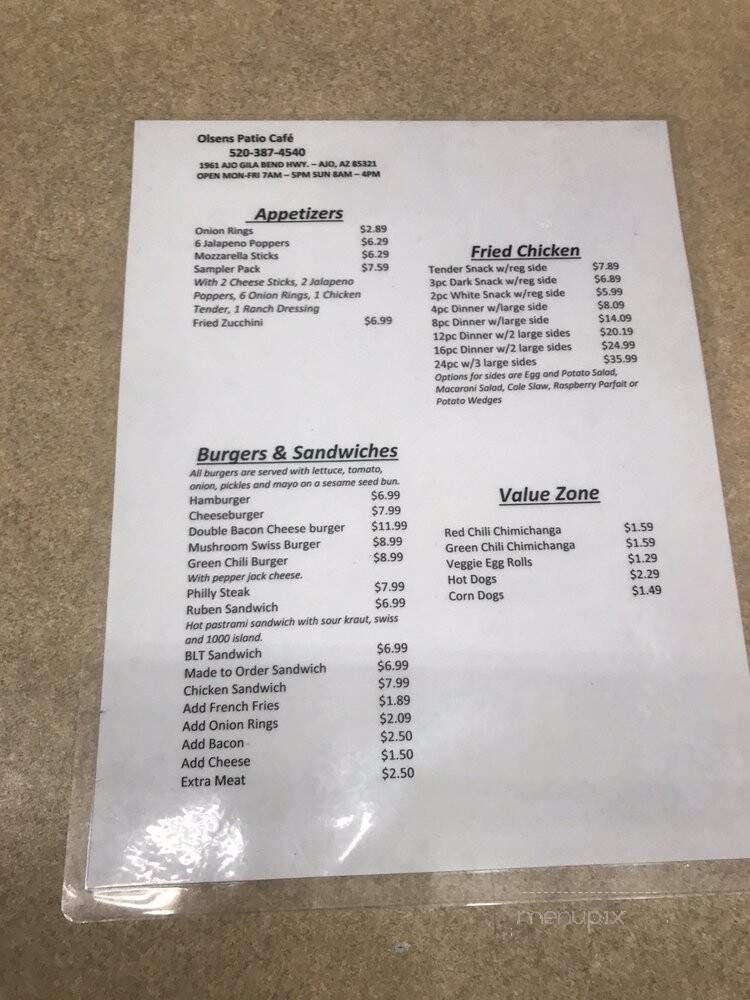 Olsens Patio Café
520-387-4540
1961 AJO GILA BEND HWY. – AJO, AZ 85321
OPEN MON-FRI 7AM – 5PM SUN 8AM – 4PM
Appetizers
Onion Rings $2.89
6 Jalapeno Poppers $6.29
Mozzarella Sticks $6.29
Sampler Pack $7.59
With 2 Cheese Sticks, 2 Jalapeno
Poppers, 6 Onion Rings, 1 Chicken
Tender, 1 Ranch Dressing
Fried Zucchini $6.99
Fried Chicken
Tender Snack w/reg side $7.89
3pc Dark Snack w/reg side $6.89
2pc White Snack w/reg side $5.99
4pc Dinner w/large side $8.09
8pc Dinner w/large side $14.09
12pc Dinner w/2 large sides $20.19
16pc Dinner w/2 large sides $24.99
24pc w/3 large sides $35.99
Options for sides are Egg and Potato Salad,
Macaroni Salad, Cole Slaw, Raspberry Parfait or
Potato Wedges
Burgers & Sandwiches
All burgers are served with lettuce, tomato,
onion, pickles and mayo on a sesame seed bun.
Hamburger $6.99
Cheeseburger $7.99
Double Bacon Cheese burger $11.99
Mushroom Swiss Burger $8.99
Green Chili Burger $8.99
With pepper jack cheese.
Philly Steak $7.99
Ruben Sandwich $6.99
Hot pastrami sandwich with sour kraut, swiss
and 1000 island.
BLT Sandwich $6.99
Made to Order Sandwich $6.99
Chicken Sandwich $7.99
Add French Fries $1.89
Add Onion Rings $2.09
Add Bacon $2.50
Add Cheese $1.50
Extra Meat $2.50
Value Zone
Red Chili Chimichanga $1.59
Green Chili Chimichanga $1.59
Veggie Egg Rolls $1.29
Hot Dogs $2.29
Corn Dogs $1.49
menupix